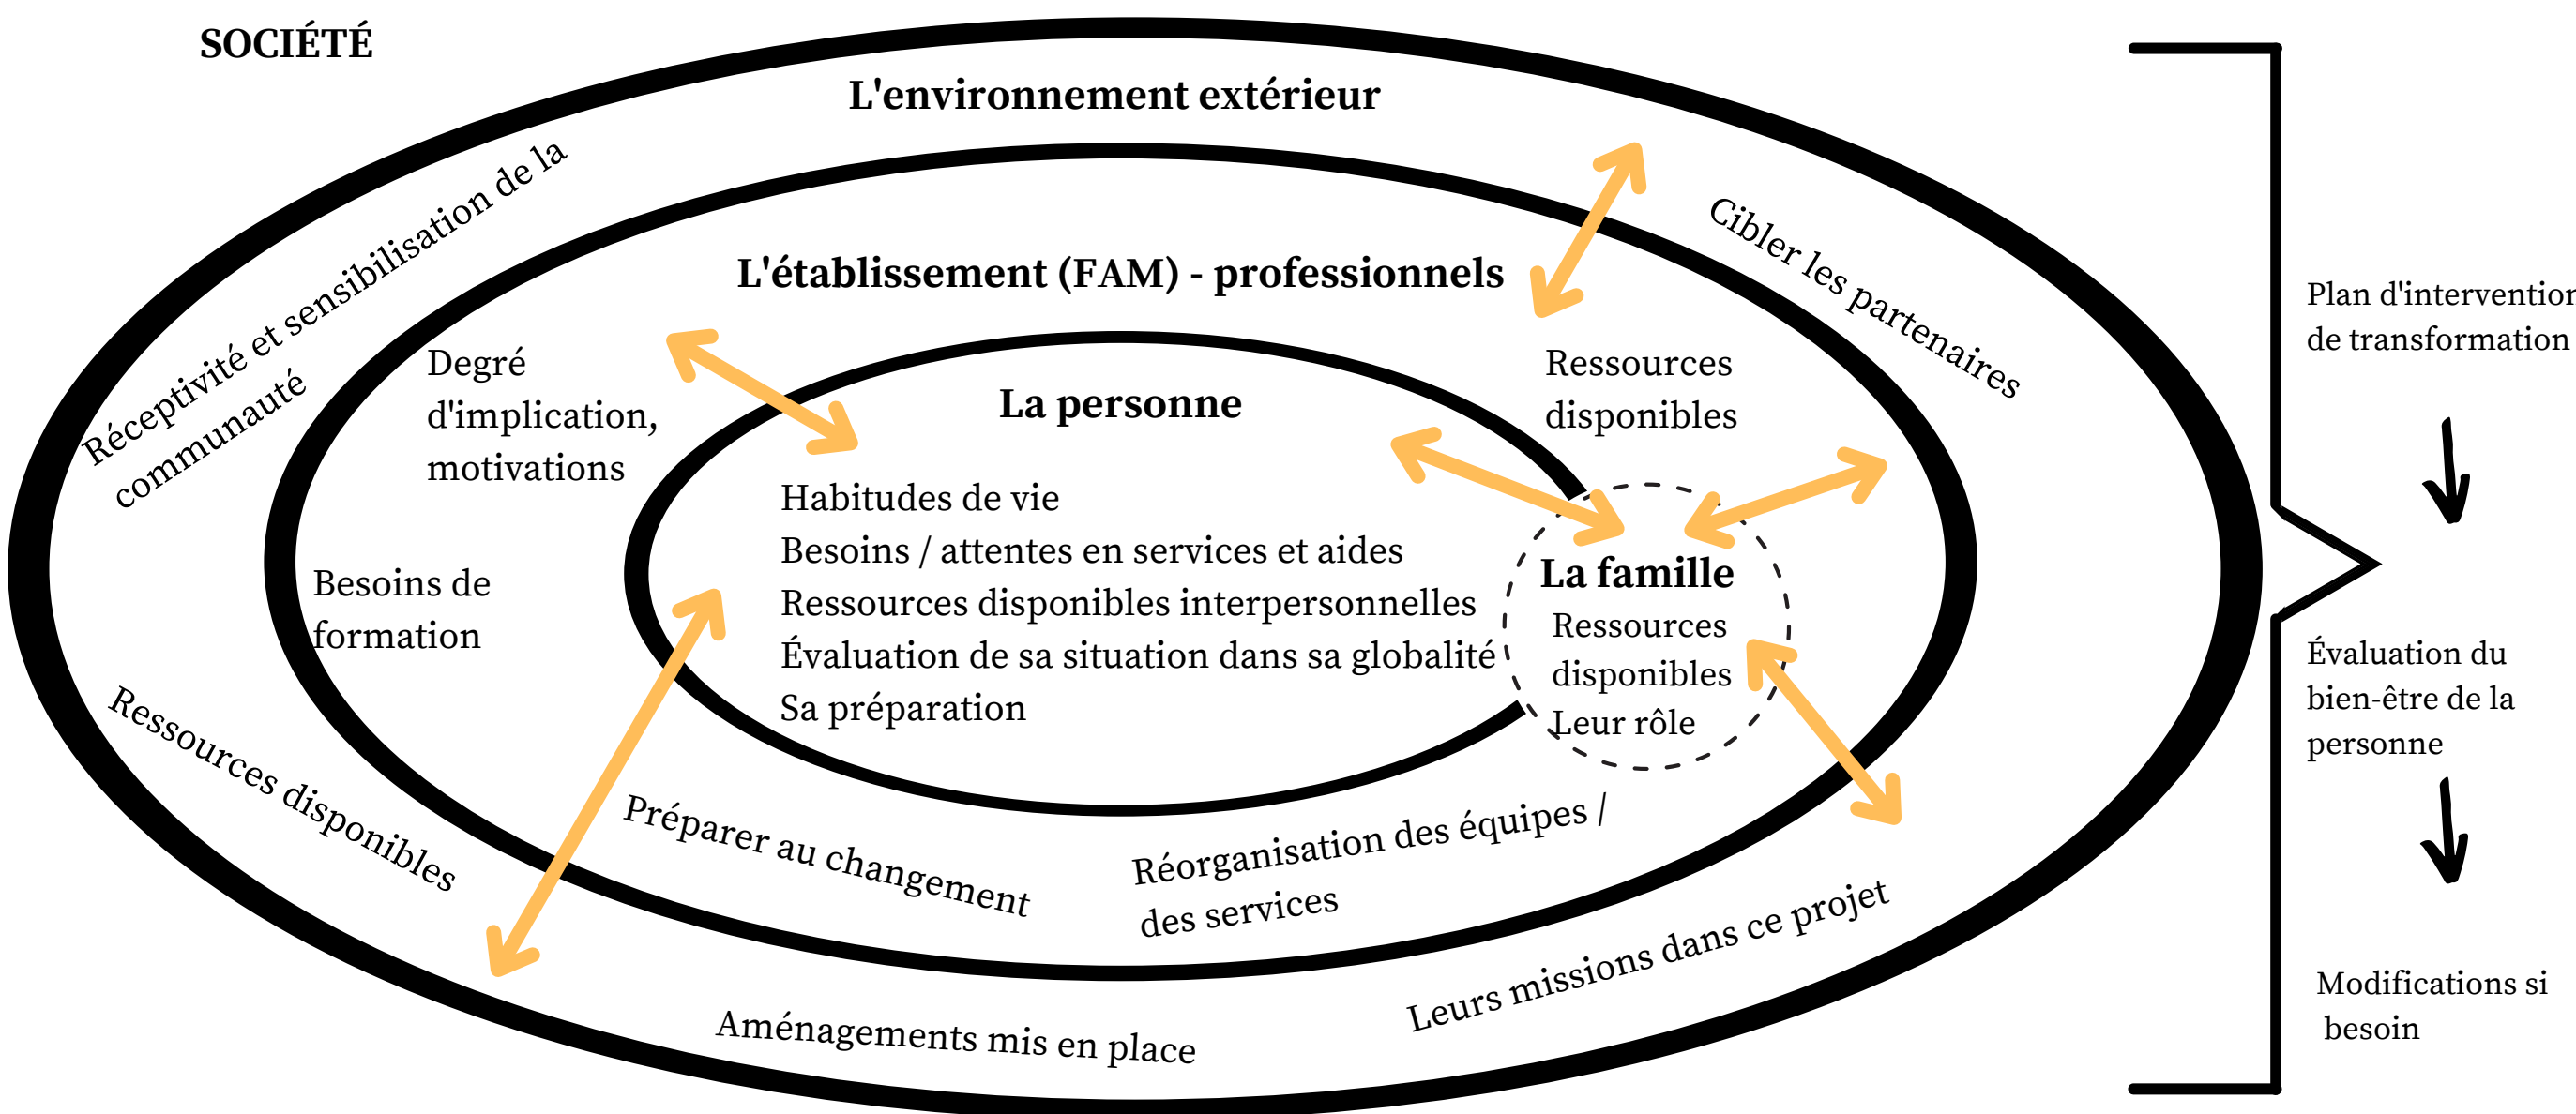 SOCIÉTÉ
L'environnement extérieur
Réceptivité et sensibilisation de la
communauté
Cibler les partenaires
L'établissement (FAM) - professionnels
Degré
d'implication,
motivations
Ressources
disponibles
La personne
Habitudes de vie
Besoins / attentes en services et aides
Ressources disponibles interpersonnelles
Évaluation de sa situation dans sa globalité
Sa préparation
La famille
Ressources
disponibles
Leur rôle
Besoins de
formation
Ressources disponibles
Préparer au changement
Réorganisation des équipes /
des services
Leurs missions dans ce projet
Aménagements mis en place
Plan d'intervention
de transformation
Évaluation du
bien-être de la
personne
Modifications si
besoin